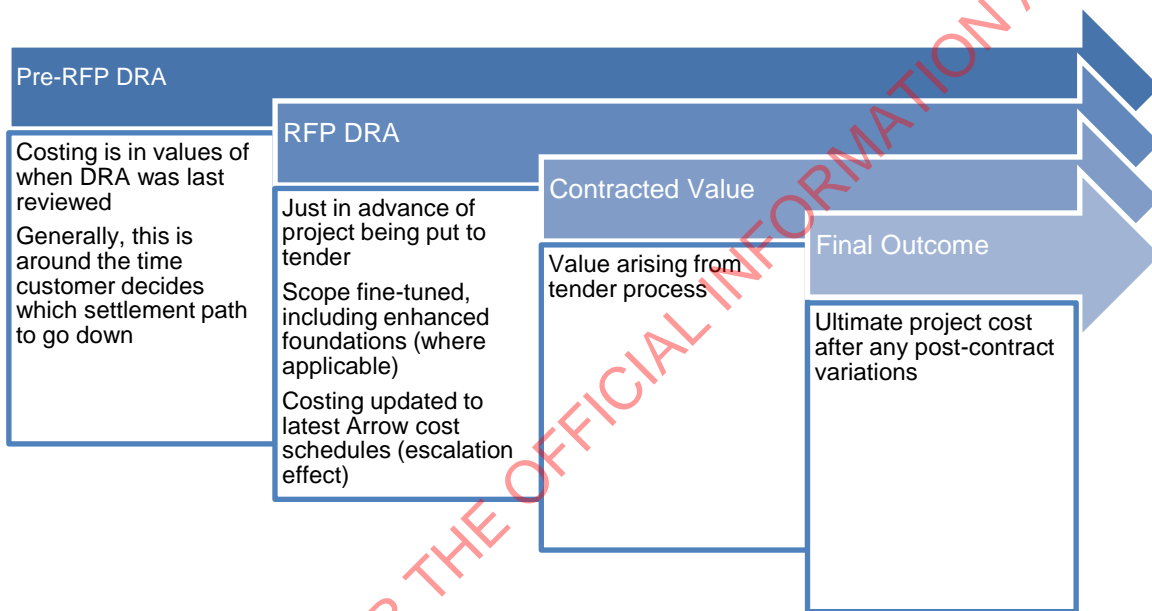 Pre-RFP DRA
Costing is in values of
when DRA was last
reviewed
Generally, this is
around the time
customer decides
which settlement path
to go down
RFP DRA
Just in advance of
project being put to
tender
Scope fine-tuned,
including enhanced
foundations (where
applicable)
Costing updated to
latest Arrow cost
schedules (escalation
effect)
Contracted Value
Value arising from
tender process
Final Outcome
Ultimate project cost
after any post-contract
variations
THE OFFICIAL INFORMATION